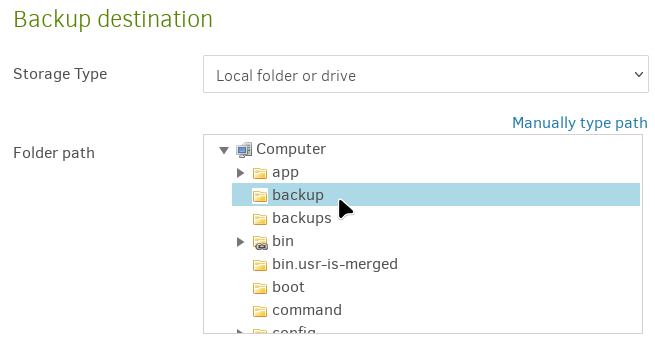 Backup destination
Storage Type
Local folder or drive
Manually type path
Folder path
Computer
app
backup
backups
bin
bin.usr-is-merged
boot
command
config